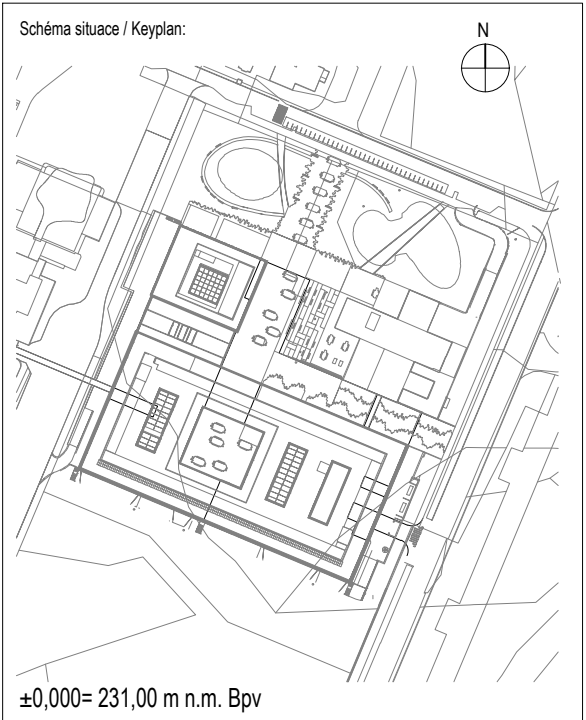 Schéma situace / Keyplan:
N
±0,000= 231,00 m n.m. Bpv